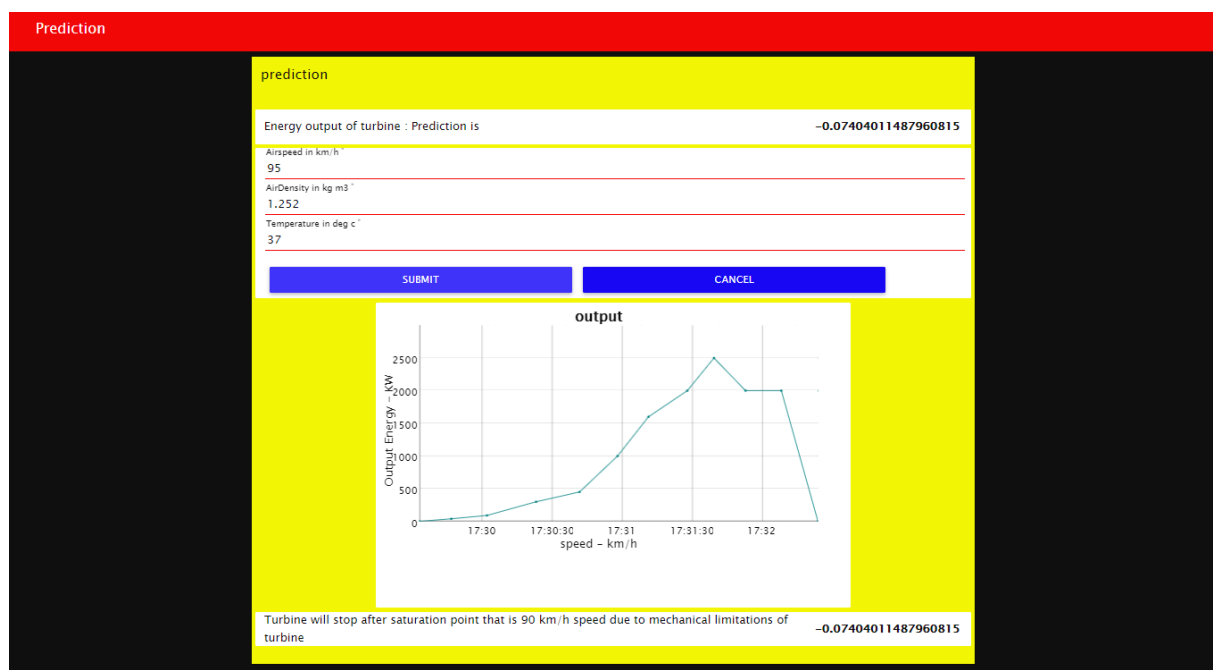 Prediction
prediction
Energy output of turbine : Prediction is -0.07404011487960815
Airspeed in km/h *
95
AirDensity in kg m3 *
1.252
Temperature in deg c *
37
SUBMIT CANCEL
output
2500
2000
1500
1000
500
0
Output Energy - KW
17:30 17:30:30 17:31 17:31:30 17:32
speed - km/h
Turbine will stop after saturation point that is 90 km/h speed due to mechanical limitations of
turbine
-0.07404011487960815